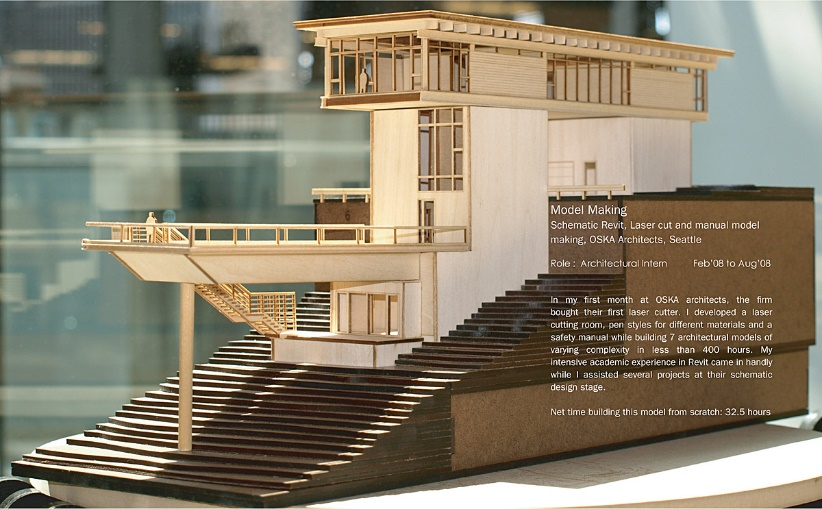 Model Making
Schematic Revit, Laser cut and manual model
making, OSKA Architects, Seattle
Role : Architectural Intern Feb'08 to Aug'08
In my first month at OSKA architects, the firm
bought their first laser cutter. I developed a laser
cutting room, pen styles for different materials and a
safety manual while building 7 architectural models of
varying complexity in less than 400 hours. My
intensive academic experience in Revit came in handly
while I assisted several projects at their schematic
design stage.
Net time building this model from scratch: 32.5 hours